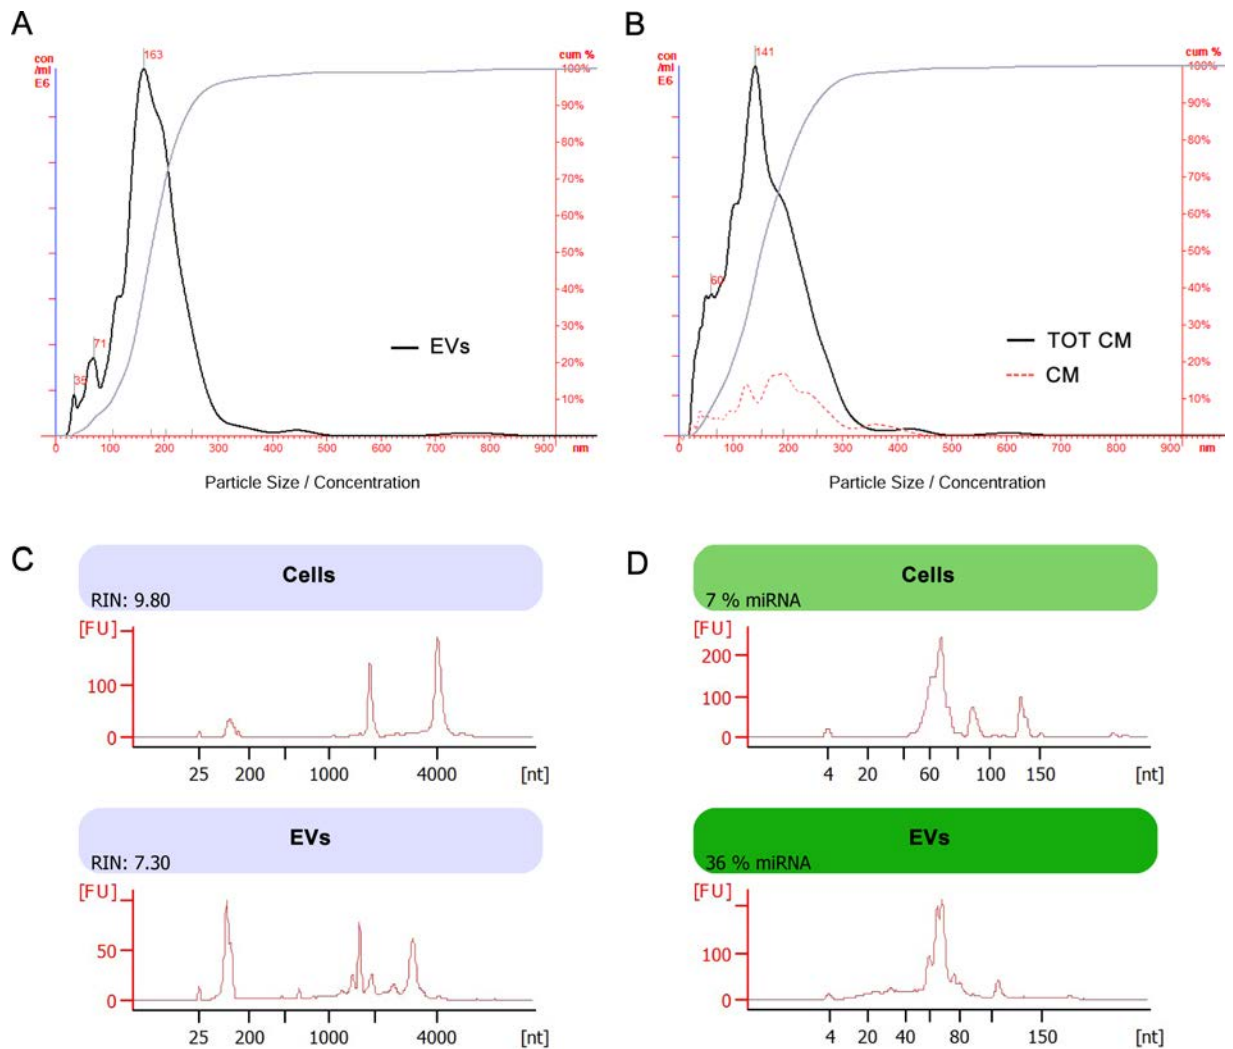 A
con
/ml
E6
cum %
163
71
35
100%
90%
80%
70%
60%
50%
40%
30%
20%
10%
EVs
0 100 200 300 400 500 600 700 800 900 nm
Particle Size / Concentration
B
con
/ml
E6
cum %
141
60
100%
90%
80%
70%
60%
50%
40%
30%
20%
10%
TOT CM
CM
0 100 200 300 400 500 600 700 800 900 nm
Particle Size / Concentration
C
Cells
RIN: 9.80
[FU]
100
0
25 200 1000 4000 [nt]
EVs
RIN: 7.30
[FU]
50
0
25 200 1000 4000 [nt]
D
Cells
7 % miRNA
[FU]
200
100
0
4 20 60 100 150 [nt]
EVs
36 % miRNA
[FU]
100
0
4 20 40 80 150 [nt]